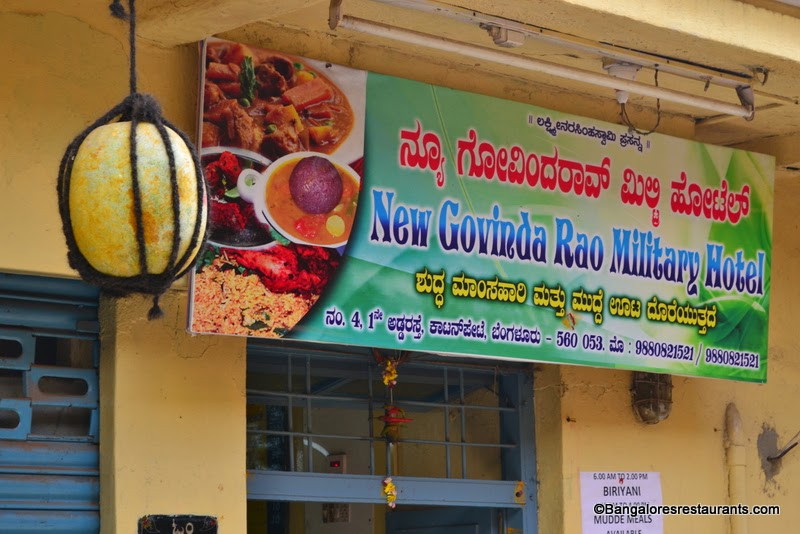 ॥ ಲಕ್ಷ್ಮೀನರಸಿಂಹಸ್ವಾಮಿ ಪ್ರಸನ್ನ ॥
ನ್ಯೂ ಗೋವಿಂದರಾವ್ ಮಿಲ್ಟ್ರಿ ಹೋಟೆಲ್
New Govinda Rao Military Hotel
ಶುದ್ಧ ಮಾಂಸಹಾರಿ ಮತ್ತು ಮುದ್ದೆ ಊಟ ದೊರೆಯುತ್ತದೆ
ನಂ. 4, 1ನೇ ಅಡ್ಡರಸ್ತೆ, ಕಾಟನ್‌ಪೇಟೆ, ಬೆಂಗಳೂರು - 560 053. ಮೊ : 9880821521 / 9880821521
6.00 AM TO 2.00 PM
BIRIYANI
MUDDE MEALS
AVAILABLE
ಓಂ
©Bangaloresrestaurants.com